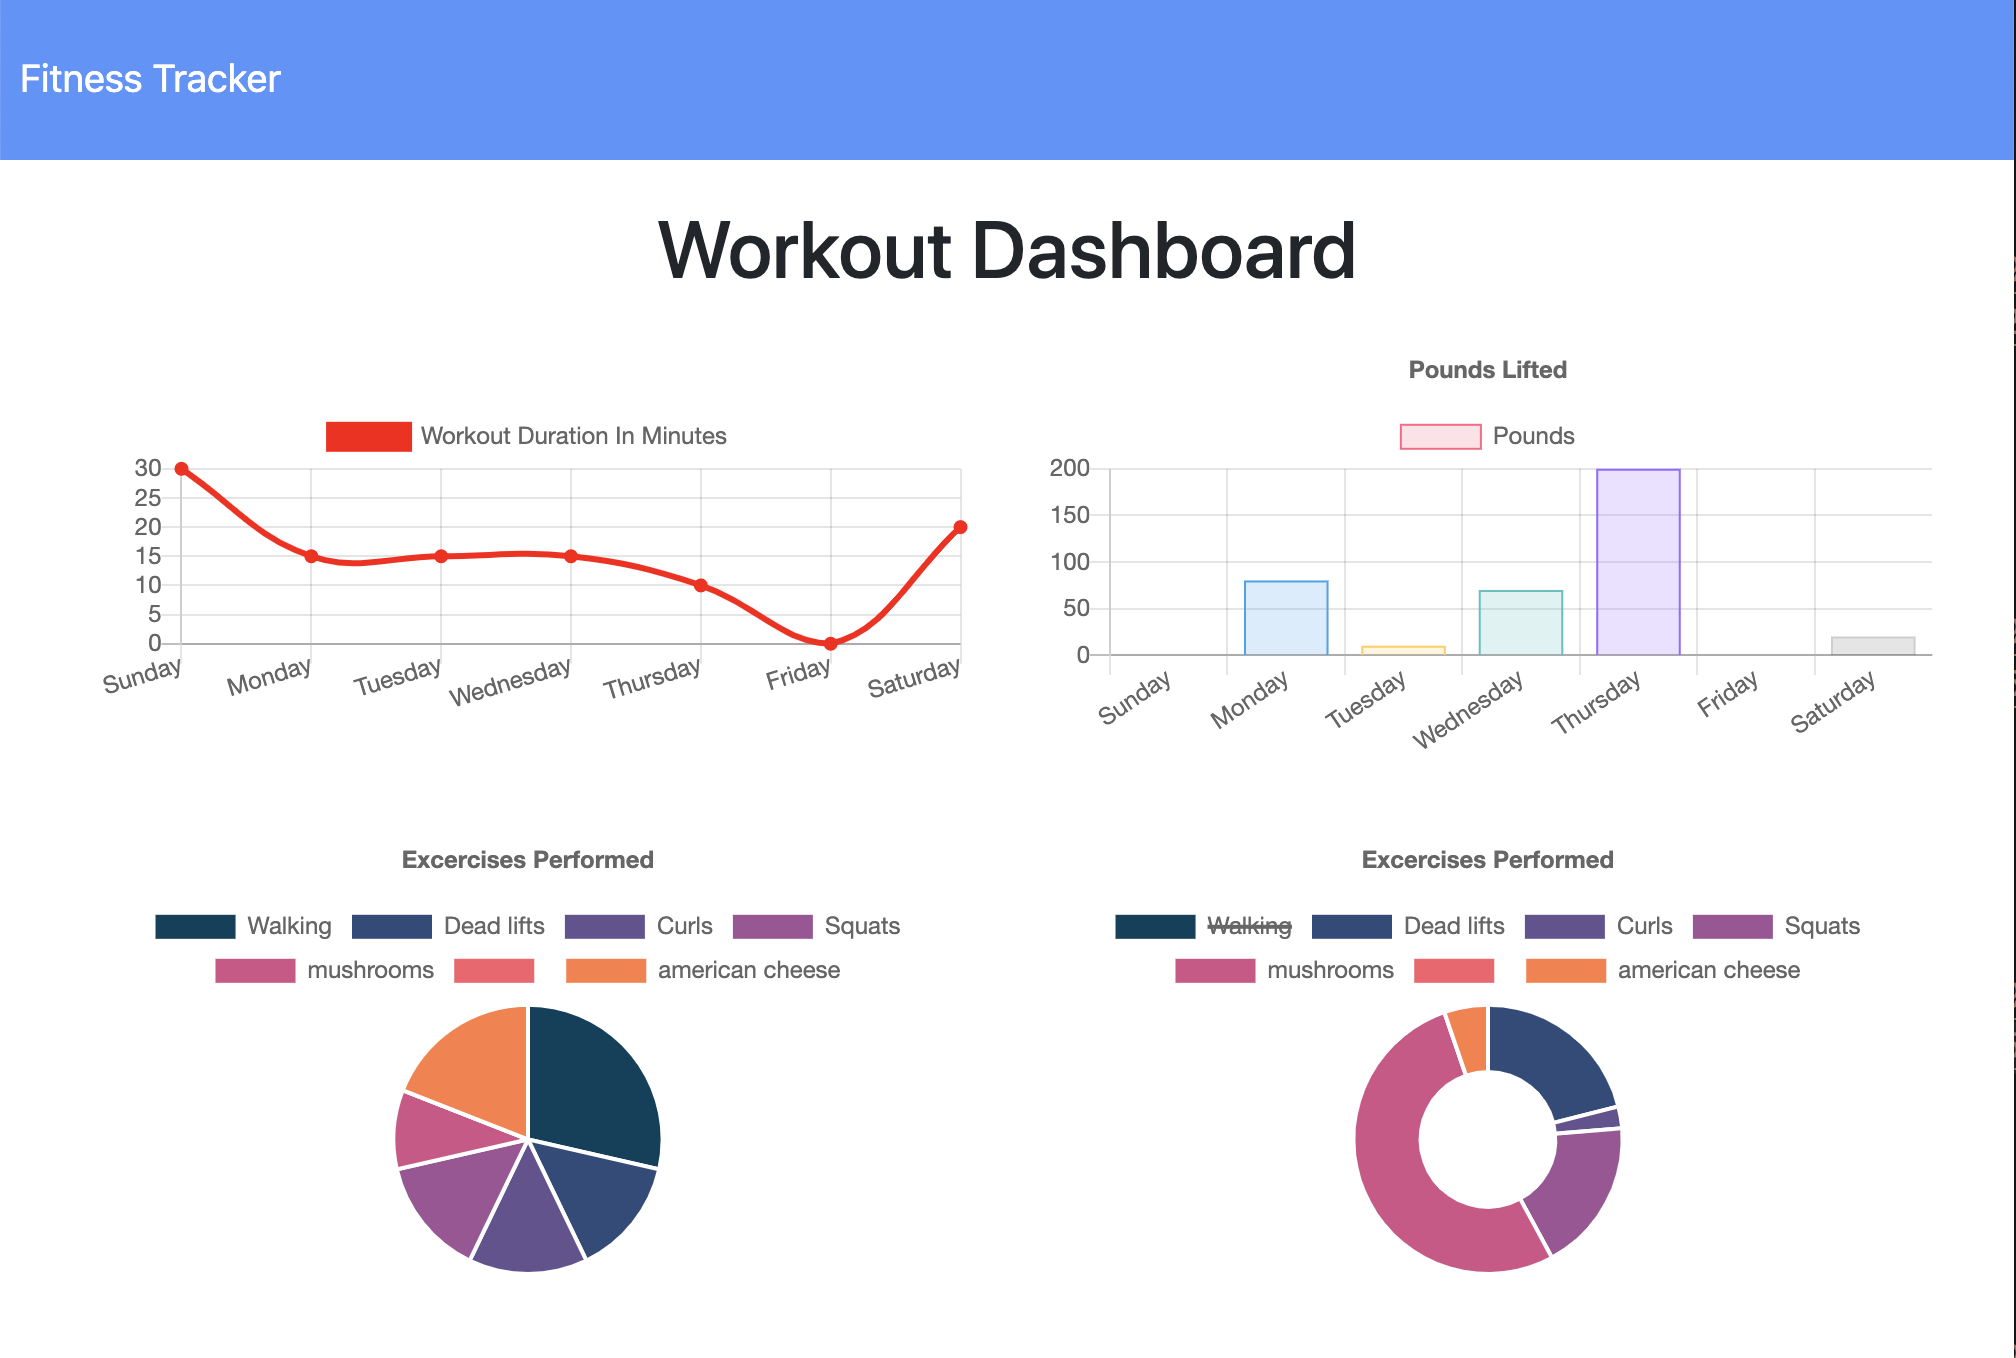 Fitness Tracker
Workout Dashboard
Workout Duration In Minutes
30
25
20
15
10
5
0
Sunday Monday Tuesday Wednesday Thursday Friday Saturday
Pounds Lifted
Pounds
200
150
100
50
0
Sunday Monday Tuesday Wednesday Thursday Friday Saturday
Excercises Performed
Walking Dead lifts Curls Squats
mushrooms american cheese
Excercises Performed
Walking Dead lifts Curls Squats
mushrooms american cheese